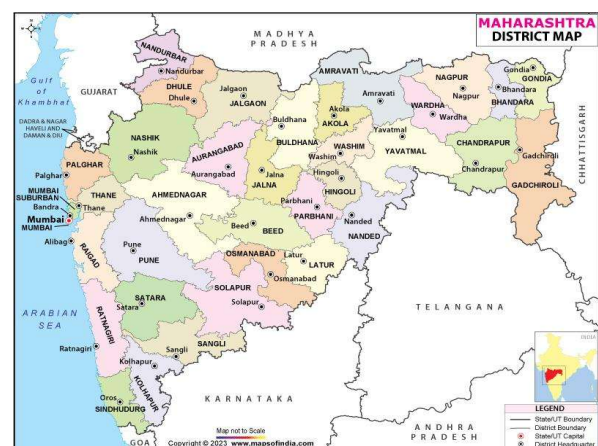 MAHARASHTRA
DISTRICT MAP
MADHYA
PRADESH
NANDURBAR
Nandurbar
Gulf
of
Khambhat
GUJARAT
DHULE
Dhule
Jalgaon
JALGAON
AMRAVATI
Amravati
NAGPUR
Nagpur
Gondia
GONDIA
Bhandara
BHANDARA
WARDHA
Wardha
CHHATTISGARH
DADRA & NAGAR
HAVELI AND
DAMAN & DIU
NASHIK
Nashik
AURANGABAD
Aurangabad
Buldhana
BULDHANA
Akola
AKOLA
WASHIM
Washim
Yavatmal
YAVATMAL
CHANDRAPUR
Chandrapur
Gadchiroli
GADCHIROLI
PALGHAR
Palghar
Jalna
JALNA
Hingoli
HINGOLI
MUMBAI
SUBURBAN
Bandra
Mumbai
MUMBAI
THANE
Thane
AHMEDNAGAR
Ahmednagar
Parbhani
PARBHANI
Nanded
NANDED
Beed
BEED
Alibag
RAIGAD
Pune
PUNE
OSMANABAD
Osmanabad
Latur
LATUR
SOLAPUR
Solapur
SATARA
Satara
ARABIAN
SEA
RATNAGIRI
Ratnagiri
Sangli
SANGLI
Kolhapur
KOLHAPUR
Oros
SINDHUDURG
GOA
KARNATAKA
TELANGANA
ANDHRA
PRADESH
INDIA
LEGEND
State/UT Boundary
District Boundary
State/UT Capital
District Headquarter
Map not to Scale
Copyright © 2023 www.mapsofindia.com